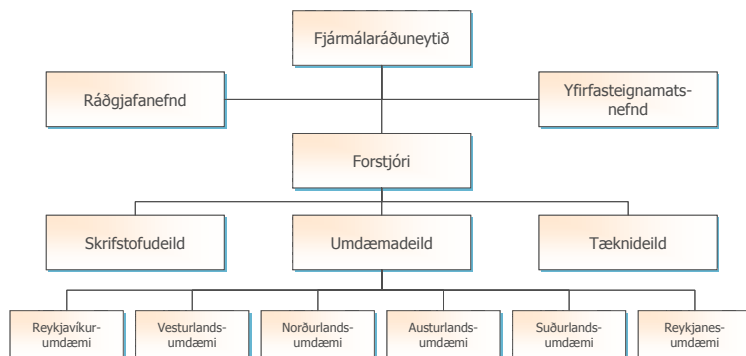 Fjármálaráðuneytið
Ráðgjafanefnd
Yfirfasteignamats-
nefnd
Forstjóri
Skrifstofudeild
Umdæmadeild
Tæknideild
Reykjavíkur-
umdæmi
Vesturlands-
umdæmi
Norðurlands-
umdæmi
Austurlands-
umdæmi
Suðurlands-
umdæmi
Reykjanes-
umdæmi